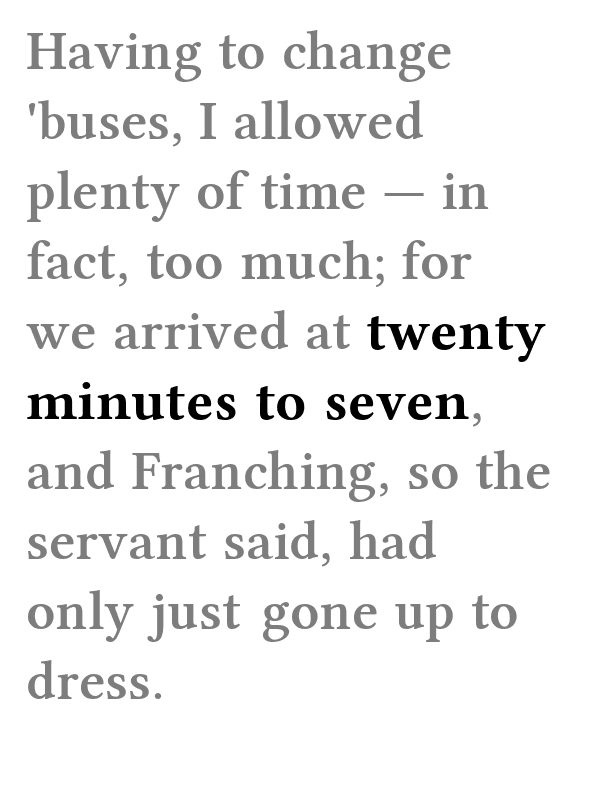 Having to change
'buses, I allowed
plenty of time — in
fact, too much; for
we arrived at twenty
minutes to seven,
and Franching, so the
servant said, had
only just gone up to
dress.